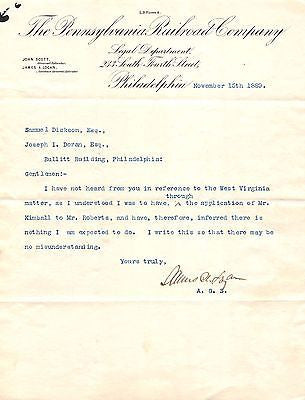 The Pennsylvania Railroad Company
Legal Department,
233 South Fourth Street,
JOHN SCOTT,
JAMES A. LOGAN,
Philadelphia November 15th 1889.
Samuel Dickson, Esq.,
Joseph I. Doran, Esq.,
Bullitt Building, Philadelphia:
Gentlemen:
I have not heard from you in reference to the West Virginia
through
matter, as I understood I was to have, ^ the application of Mr.
Kimball to Mr. Roberts, and have, therefore, inferred there is
nothing I am expected to do. I write this so that there may be
no misunderstanding.
Yours truly,
James A. Logan
A. G. S.